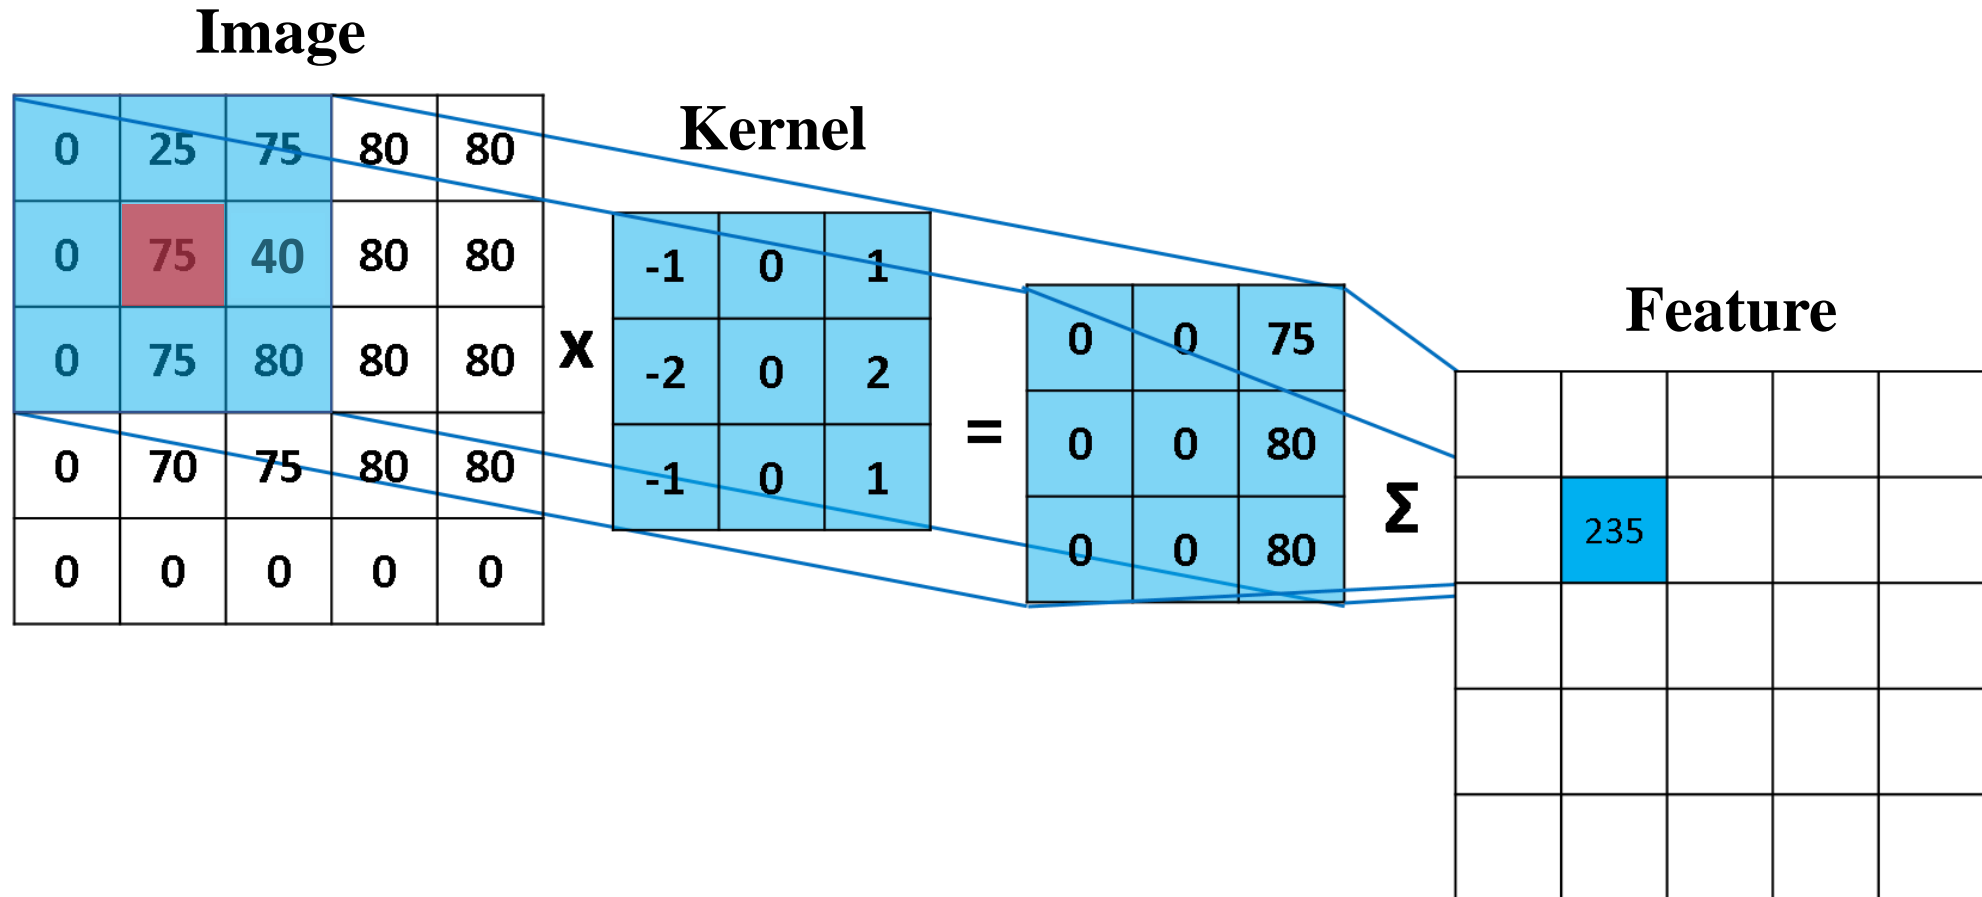 Image
0 25 75 80 80
0 75 40 80 80
0 75 80 80 80
0 70 75 80 80
0 0 0 0 0
x
Kernel
-1 0 1
-2 0 2
-1 0 1
=
0 0 75
0 0 80
0 0 80
Σ
Feature
235